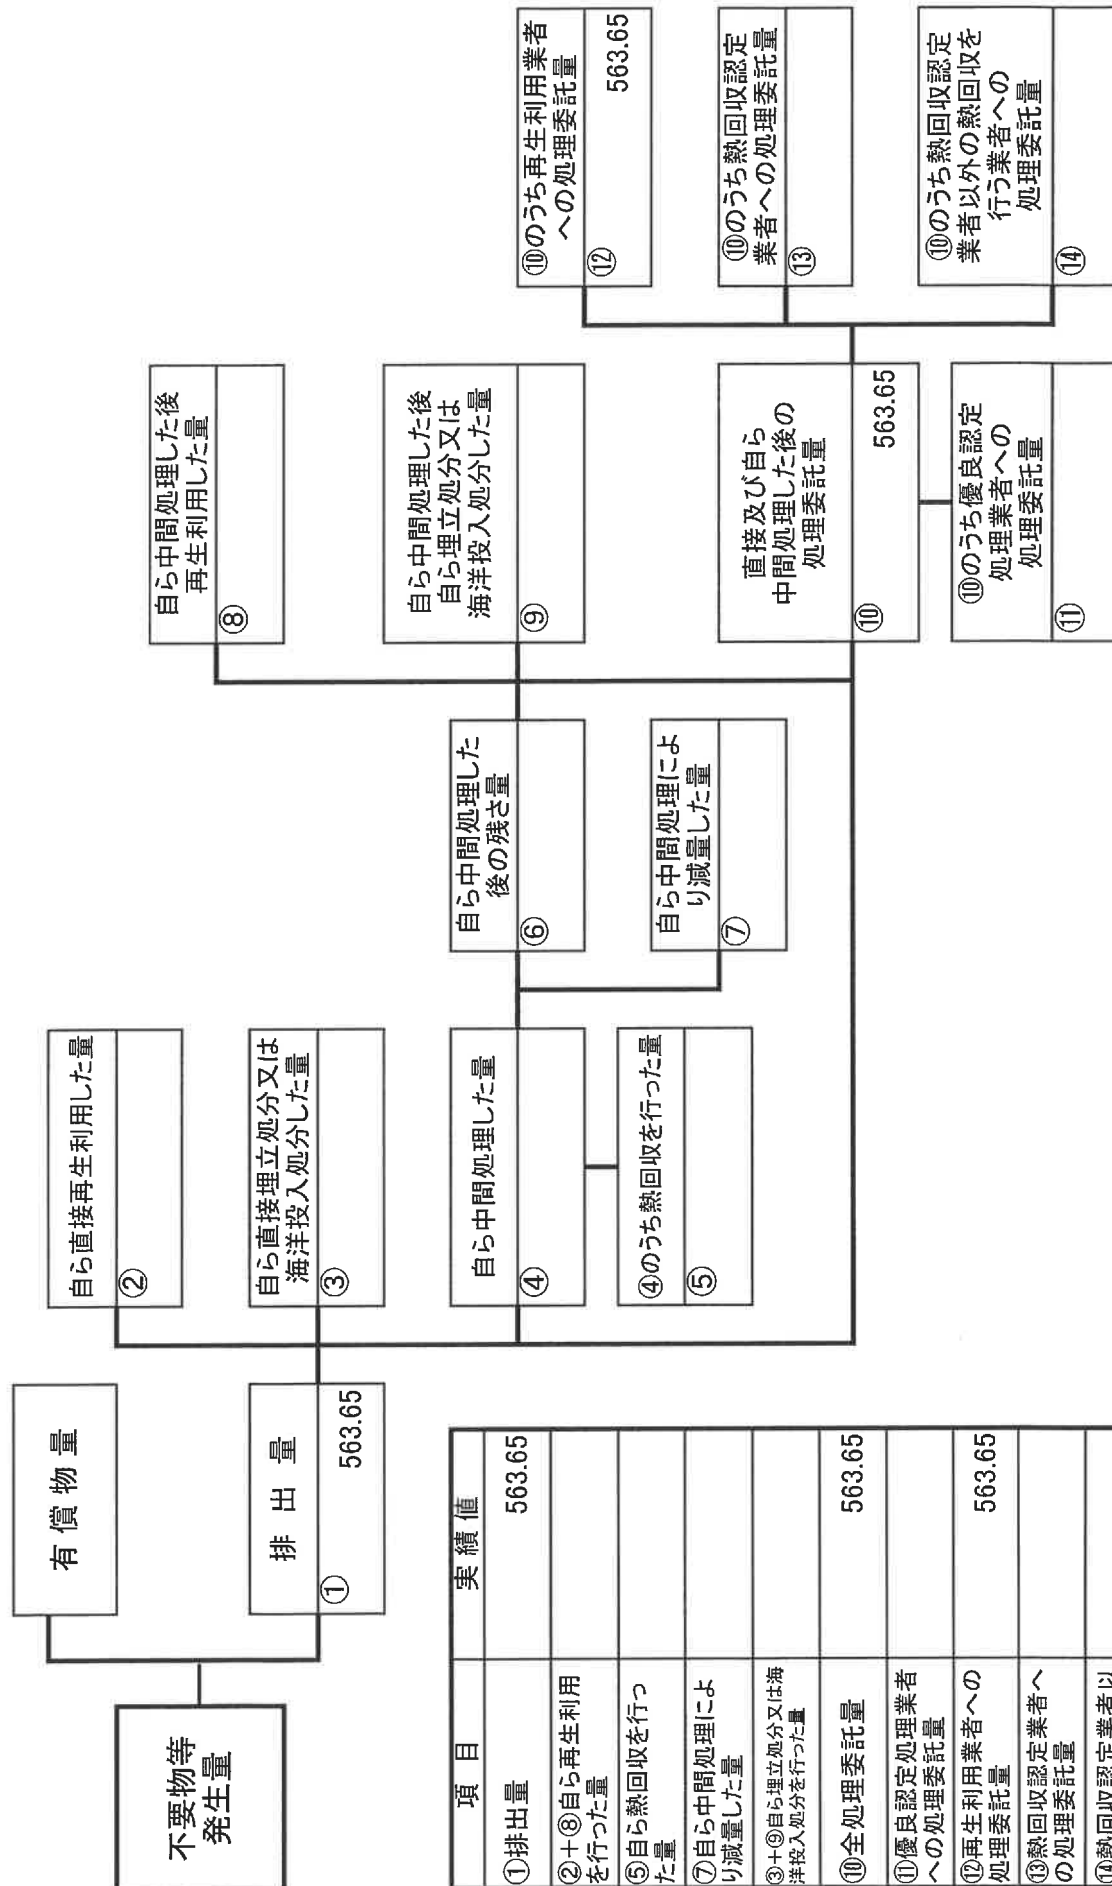 不要物等
発生量
有 償 物 量
排 出 量
①
563.65
自ら直接再生利用した量
②
自ら直接埋立処分又は
海洋投入処分した量
③
自ら中間処理した量
④
④のうち熱回収を行った量
⑤
自ら中間処理した
後の残さ量
⑥
自ら中間処理によ
り減量した量
⑦
自ら中間処理した後
再生利用した量
⑧
自ら中間処理した後
自ら埋立処分又は
海洋投入処分した量
⑨
直接及び自ら
中間処理した後の
処理委託量
⑩
563.65
⑩のうち優良認定
処理業者への
処理委託量
⑪
⑩のうち再生利用業者
への処理委託量
⑫
563.65
⑩のうち熱回収認定
業者への処理委託量
⑬
⑩のうち熱回収認定
業者以外の熱回収を
行う業者への
処理委託量
⑭
項 目
実 績 値
①排出量
563.65
②+⑧自ら再生利用
を行った量
⑤自ら熱回収を行っ
た量
⑦自ら中間処理によ
り減量した量
③+⑨自ら埋立処分又は海
洋投入処分を行った量
⑩全処理委託量
563.65
⑪優良認定処理業者
への処理委託量
⑫再生利用業者への
処理委託量
563.65
⑬熱回収認定業者へ
の処理委託量
⑭熱回収認定業者以